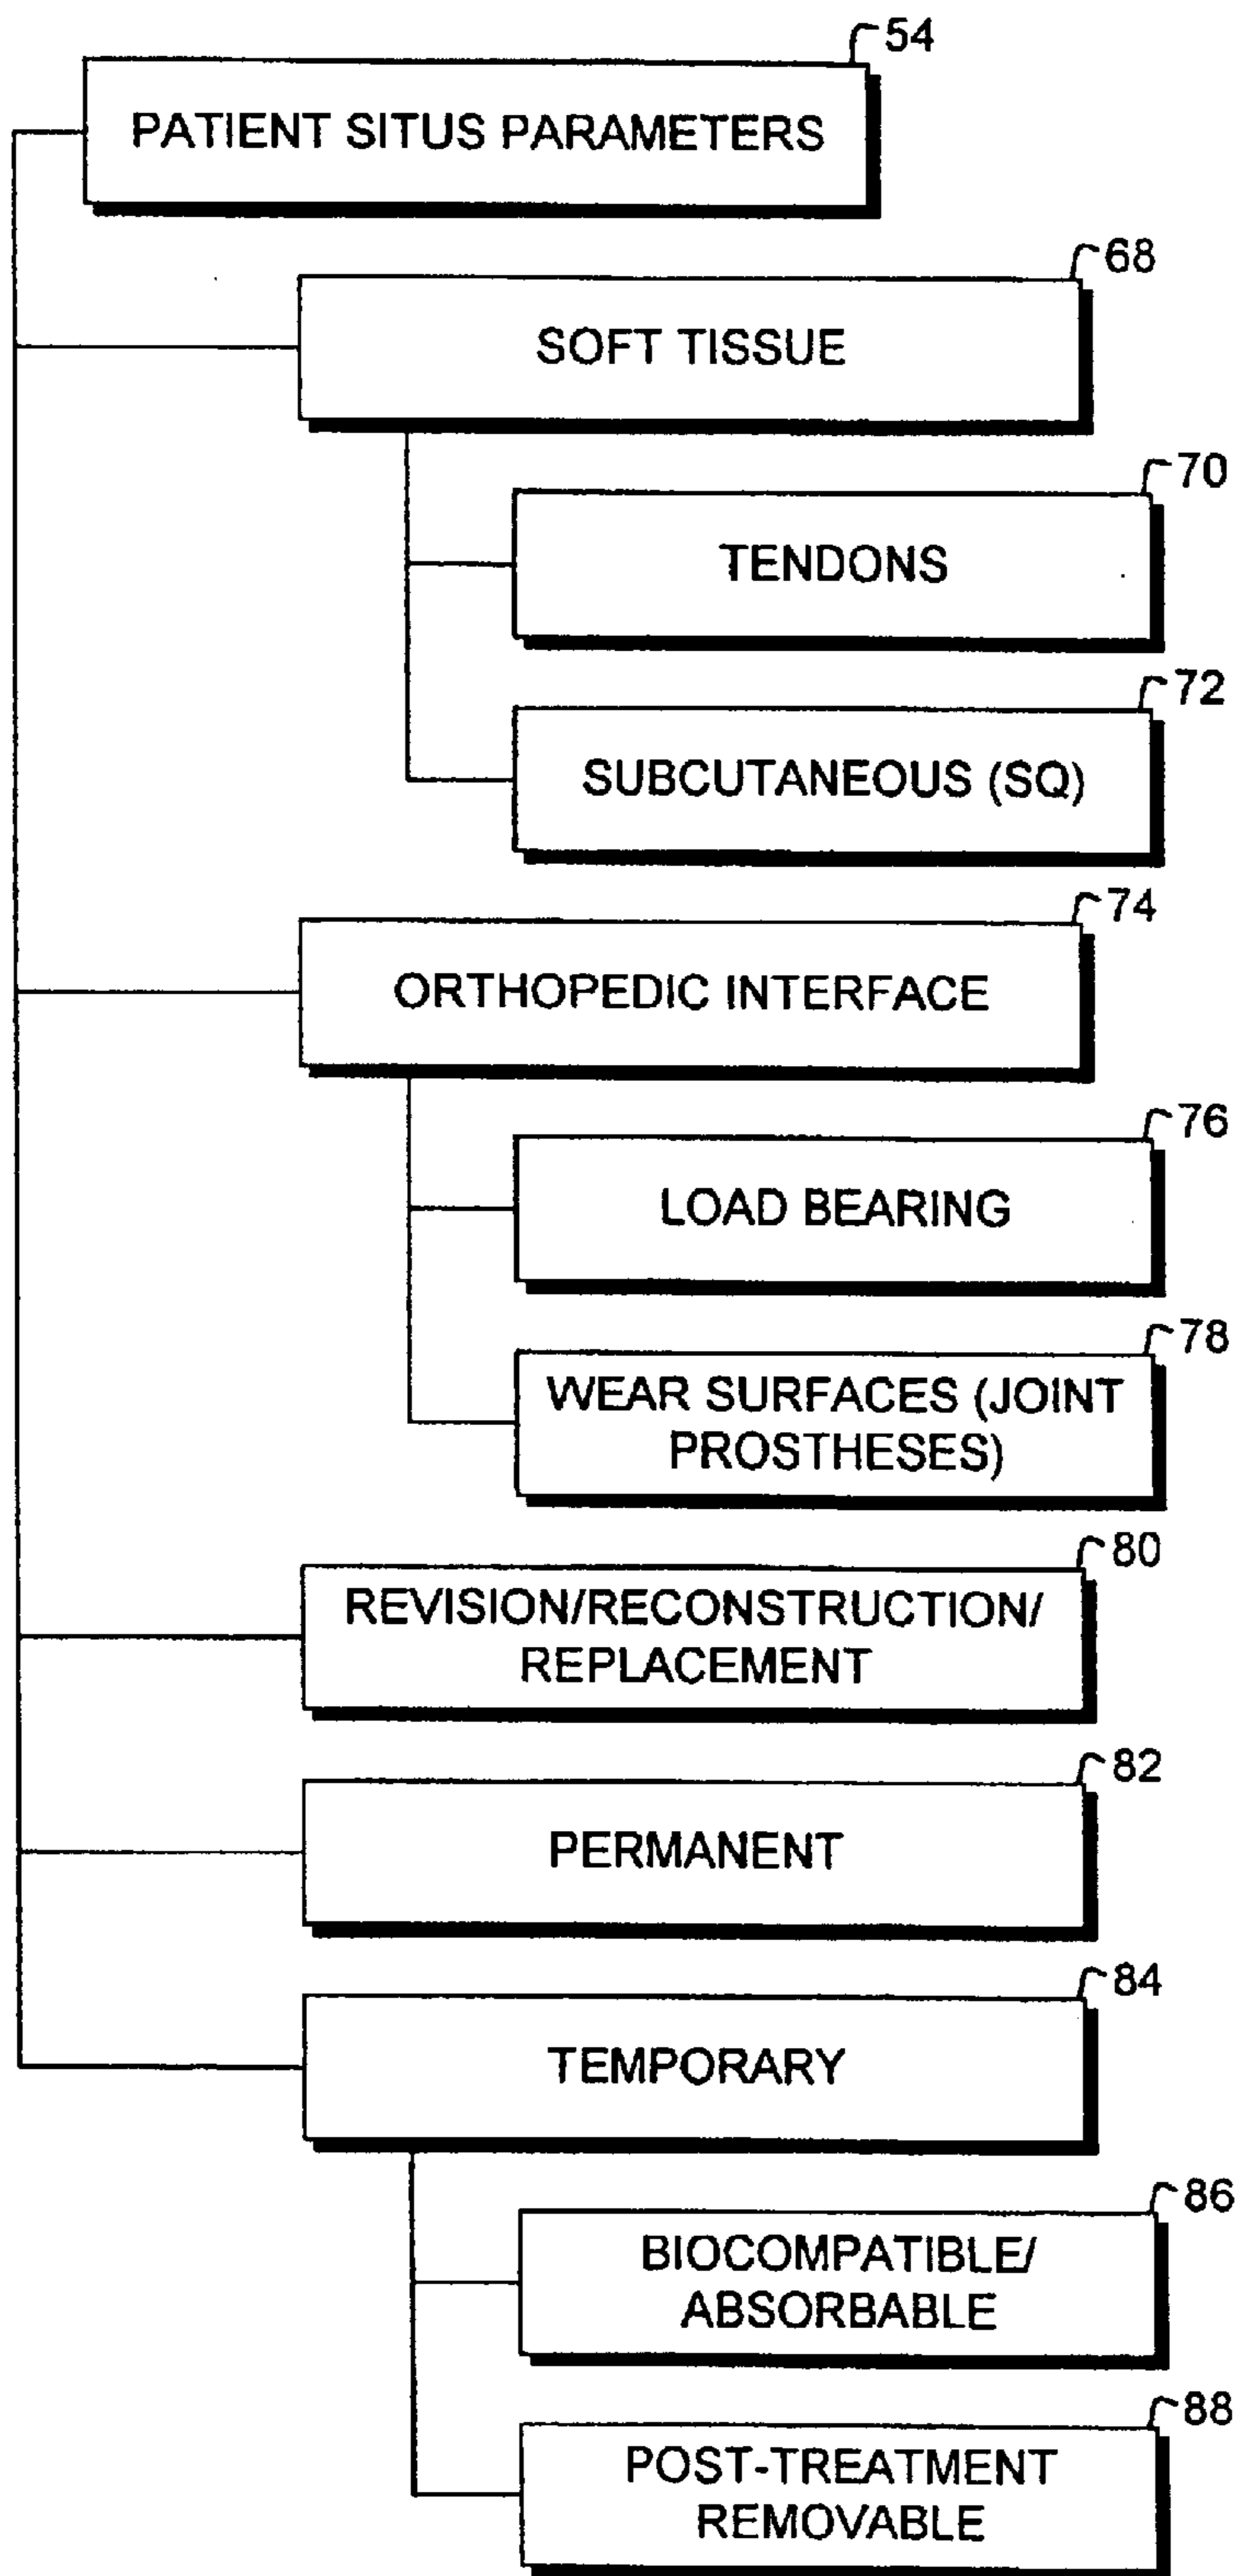 54
PATIENT SITUS PARAMETERS
68
SOFT TISSUE
70
TENDONS
72
SUBCUTANEOUS (SQ)
74
ORTHOPEDIC INTERFACE
76
LOAD BEARING
78
WEAR SURFACES (JOINT
PROSTHESES)
80
REVISION/RECONSTRUCTION/
REPLACEMENT
82
PERMANENT
84
TEMPORARY
86
BIOCOMPATIBLE/
ABSORBABLE
88
POST-TREATMENT
REMOVABLE